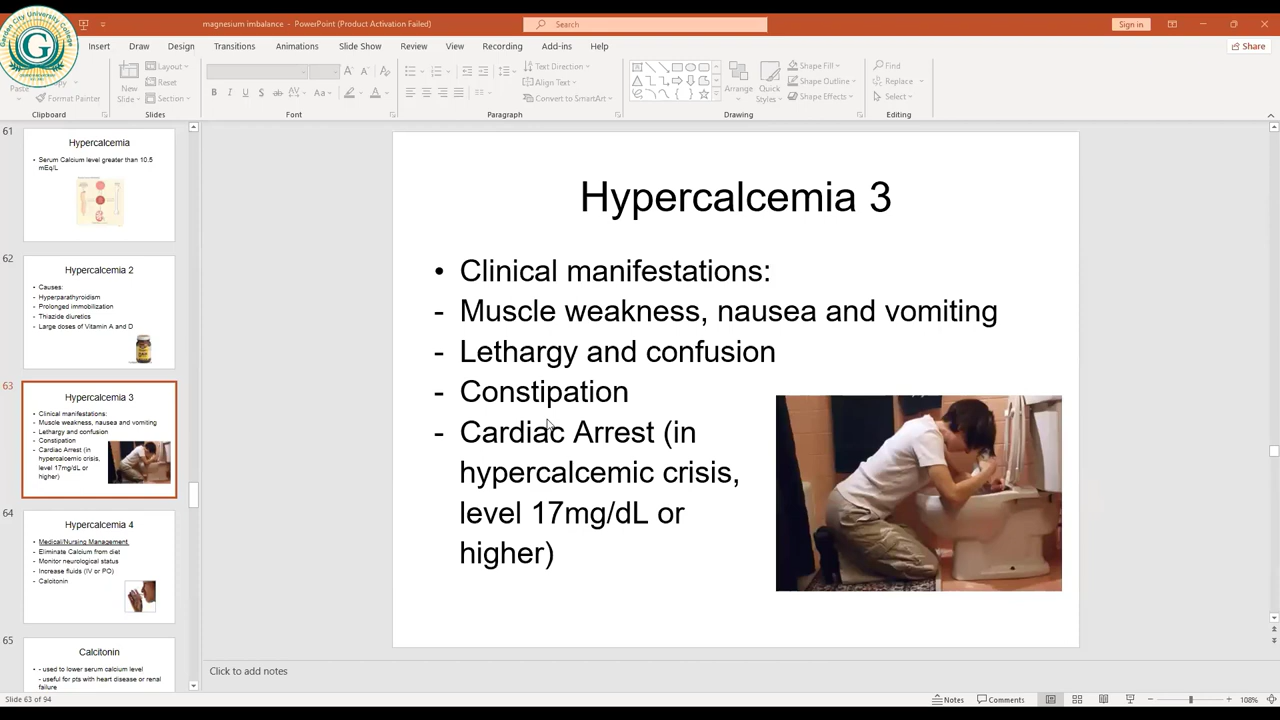 magnesium imbalance - PowerPoint (Product Activation Failed)
Search
Sign in
Insert Draw Design Transitions Animations Slide Show Review View Recording Add-ins Help
Share
Paste
Format Painter
Clipboard
New Slide
Layout
Reset
Section
Slides
B I U S ab AV Aa A
Font
Text Direction
Align Text
Convert to SmartArt
Paragraph
Arrange
Quick Styles
Shape Fill
Shape Outline
Shape Effects
Drawing
Find
Replace
Select
Editing
61
Hypercalcemia
• Serum Calcium level greater than 10.5
mEq/L
62
Hypercalcemia 2
• Causes:
- Hyperparathyroidism
- Prolonged immobilization
- Thiazide diuretics
- Large doses of Vitamin A and D
63
Hypercalcemia 3
• Clinical manifestations:
- Muscle weakness, nausea and vomiting
- Lethargy and confusion
- Constipation
- Cardiac Arrest (in
hypercalcemic crisis,
level 17mg/dL or
higher)
64
Hypercalcemia 4
• Medical/Nursing Management
• Eliminate Calcium from diet
• Monitor neurological status
• Increase fluids (IV or PO)
• Calcitonin
65
Calcitonin
• - used to lower serum calcium level
• - useful for pts with heart disease or renal
failure
Hypercalcemia 3
• Clinical manifestations:
- Muscle weakness, nausea and vomiting
- Lethargy and confusion
- Constipation
- Cardiac Arrest (in
hypercalcemic crisis,
level 17mg/dL or
higher)
Click to add notes
Slide 63 of 94
Notes
Comments
108%